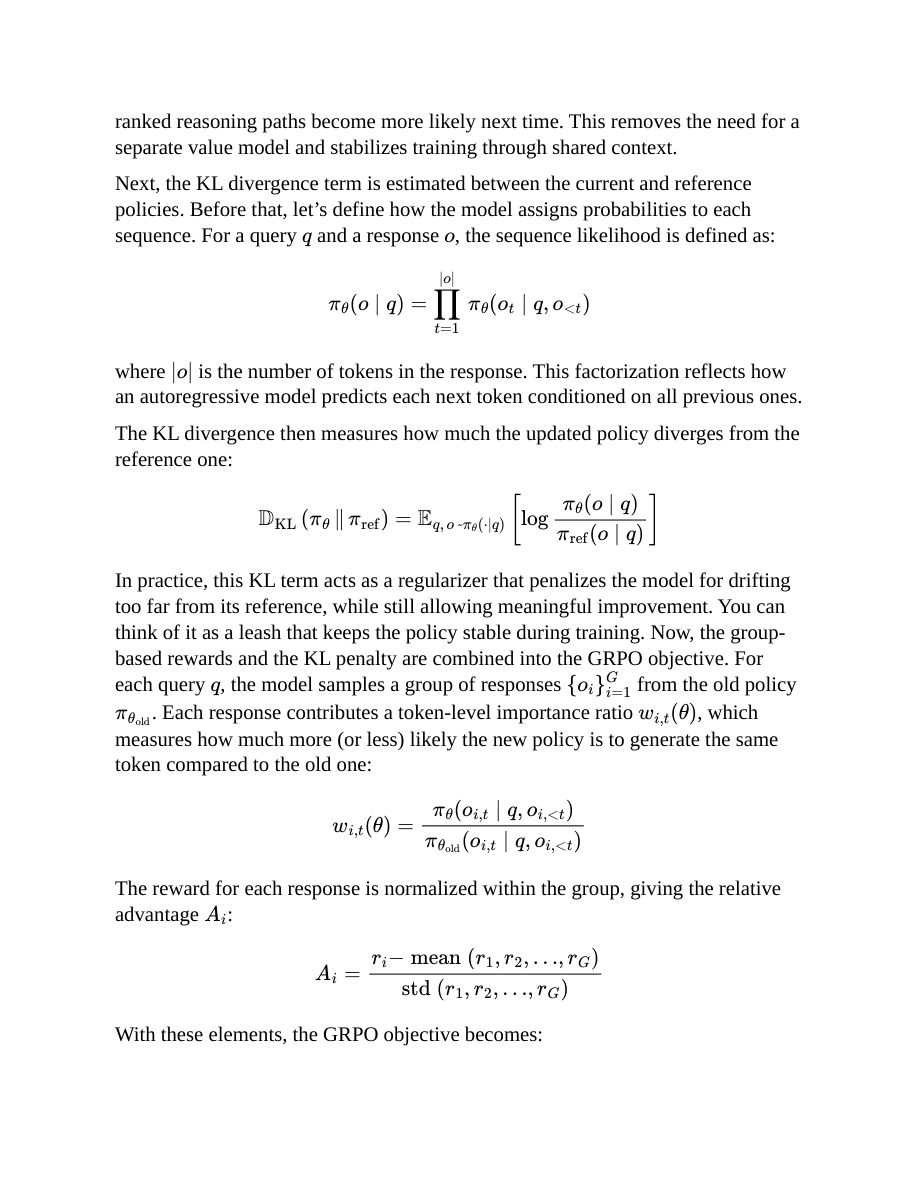 ranked reasoning paths become more likely next time. This removes the need for a
separate value model and stabilizes training through shared context.
Next, the KL divergence term is estimated between the current and reference
policies. Before that, let’s define how the model assigns probabilities to each
sequence. For a query q and a response o, the sequence likelihood is defined as:
π_θ(o | q) = ∏_{t=1}^{|o|} π_θ(o_t | q, o_{<t})
where |o| is the number of tokens in the response. This factorization reflects how
an autoregressive model predicts each next token conditioned on all previous ones.
The KL divergence then measures how much the updated policy diverges from the
reference one:
𝔻_KL (π_θ ∥ π_ref) = 𝔼_{q, o ~ π_θ(·|q)} [log π_θ(o | q) / π_ref(o | q)]
In practice, this KL term acts as a regularizer that penalizes the model for drifting
too far from its reference, while still allowing meaningful improvement. You can
think of it as a leash that keeps the policy stable during training. Now, the group-
based rewards and the KL penalty are combined into the GRPO objective. For
each query q, the model samples a group of responses {o_i}_{i=1}^G from the old policy
π_{θ_old}. Each response contributes a token-level importance ratio w_{i,t}(θ), which
measures how much more (or less) likely the new policy is to generate the same
token compared to the old one:
w_{i,t}(θ) = π_θ(o_{i,t} | q, o_{i,<t}) / π_{θ_old}(o_{i,t} | q, o_{i,<t})
The reward for each response is normalized within the group, giving the relative
advantage A_i:
A_i = r_i − mean (r_1, r_2, …, r_G) / std (r_1, r_2, …, r_G)
With these elements, the GRPO objective becomes: